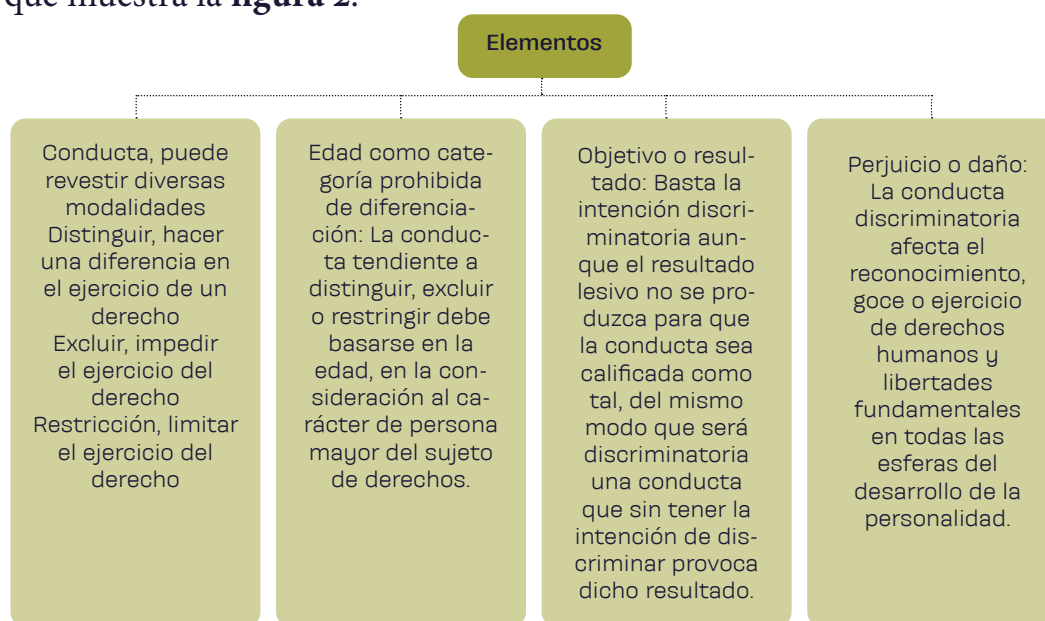 que muestra la figura 2.
Elementos
Conducta, puede
revestir diversas
modalidades
Distinguir, hacer
una diferencia en
el ejercicio de un
derecho
Excluir, impedir
el ejercicio del
derecho
Restricción, limitar
el ejercicio del
derecho
Edad como cate-
goría prohibida
de diferencia-
ción: La conduc-
ta tendiente a
distinguir, excluir
o restringir debe
basarse en la
edad, en la con-
sideración al ca-
rácter de persona
mayor del sujeto
de derechos.
Objetivo o resul-
tado: Basta la
intención discri-
minatoria aun-
que el resultado
lesivo no se pro-
duzca para que
la conducta sea
calificada como
tal, del mismo
modo que será
discriminatoria
una conducta
que sin tener la
intención de dis-
criminar provoca
dicho resultado.
Perjuicio o daño:
La conducta
discriminatoria
afecta el
reconocimiento,
goce o ejercicio
de derechos
humanos y
libertades
fundamentales
en todas las
esferas del
desarrollo de la
personalidad.